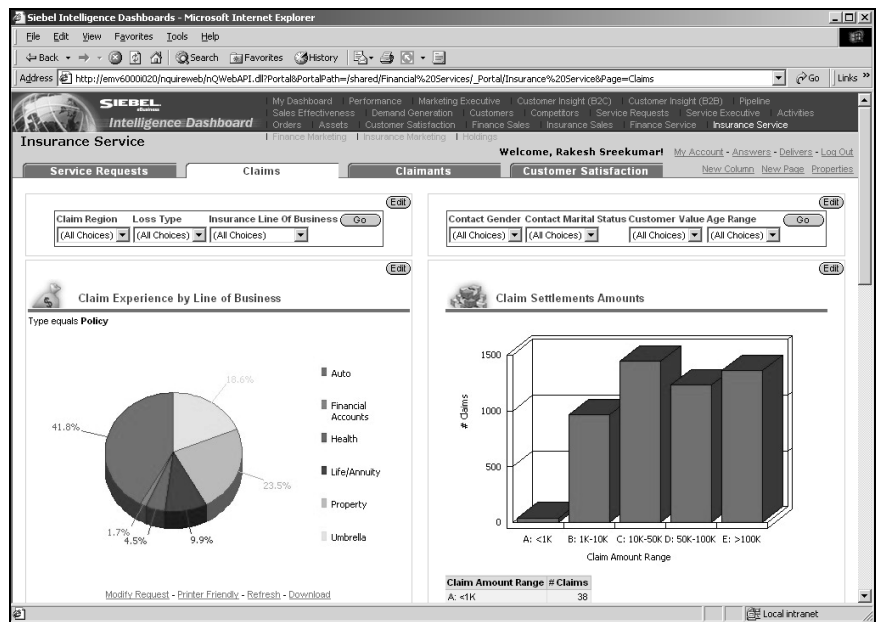 Siebel Intelligence Dashboards - Microsoft Internet Explorer
File Edit View Favorites Tools Help
Back Search Favorites History
Address http://emv6000i020/nquireweb/nQWebAPI.dll?Portal&PortalPath=/shared/Financial%20Services/_Portal/Insurance%20Service&Page=Claims Go Links »
SIEBEL
eBusiness
Intelligence Dashboard
My Dashboard | Performance | Marketing Executive | Customer Insight (B2C) | Customer Insight (B2B) | Pipeline
| Sales Effectiveness | Demand Generation | Customers | Competitors | Service Requests | Service Executive | Activities
| Orders | Assets | Customer Satisfaction | Finance Sales | Insurance Sales | Finance Service | Insurance Service
| Finance Marketing | Insurance Marketing | Holdings
Insurance Service
Welcome, Rakesh Sreekumar! My Account - Answers - Delivers - Log Out
Service Requests Claims Claimants Customer Satisfaction New Column New Page Properties
Edit
Claim Region Loss Type Insurance Line Of Business Go
(All Choices) (All Choices) (All Choices)
Edit
Contact Gender Contact Marital Status Customer Value Age Range Go
(All Choices) (All Choices) (All Choices) (All Choices)
Edit
Claim Experience by Line of Business
Type equals Policy
18.6%
41.8%
23.5%
1.7%
4.5%
9.9%
Auto
Financial
Accounts
Health
Life/Annuity
Property
Umbrella
Modify Request - Printer Friendly - Refresh - Download
Edit
Claim Settlements Amounts
1500
1000
500
0
# Claims
A: <1K B: 1K-10K C: 10K-50K D: 50K-100K E: >100K
Claim Amount Range
Claim Amount Range # Claims
A: <1K 38
Local intranet